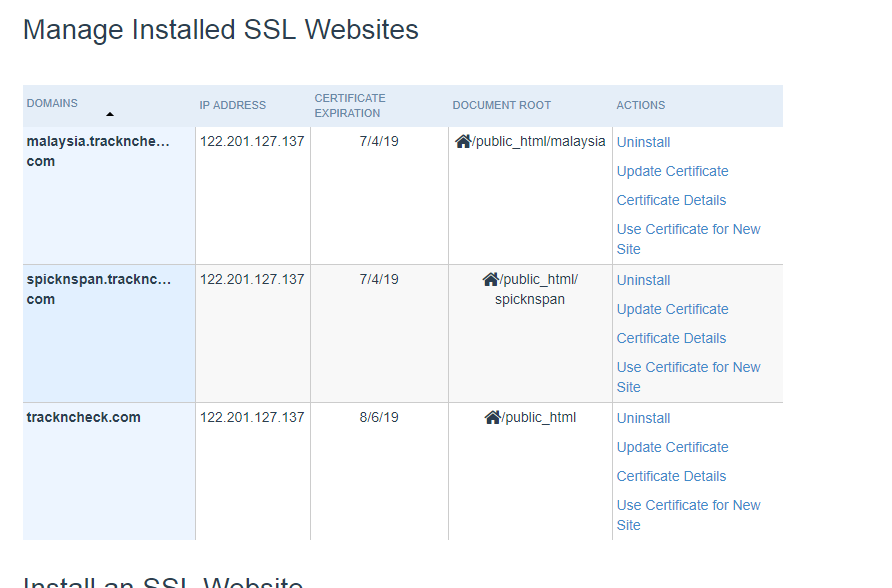 Manage Installed SSL Websites
DOMAINS
IP ADDRESS
CERTIFICATE
EXPIRATION
DOCUMENT ROOT
ACTIONS
malaysia.tracknche…
com
122.201.127.137
7/4/19
/public_html/malaysia
Uninstall
Update Certificate
Certificate Details
Use Certificate for New
Site
spicknspan.tracknc…
com
122.201.127.137
7/4/19
/public_html/
spicknspan
Uninstall
Update Certificate
Certificate Details
Use Certificate for New
Site
trackncheck.com
122.201.127.137
8/6/19
/public_html
Uninstall
Update Certificate
Certificate Details
Use Certificate for New
Site
Install an SSL Website